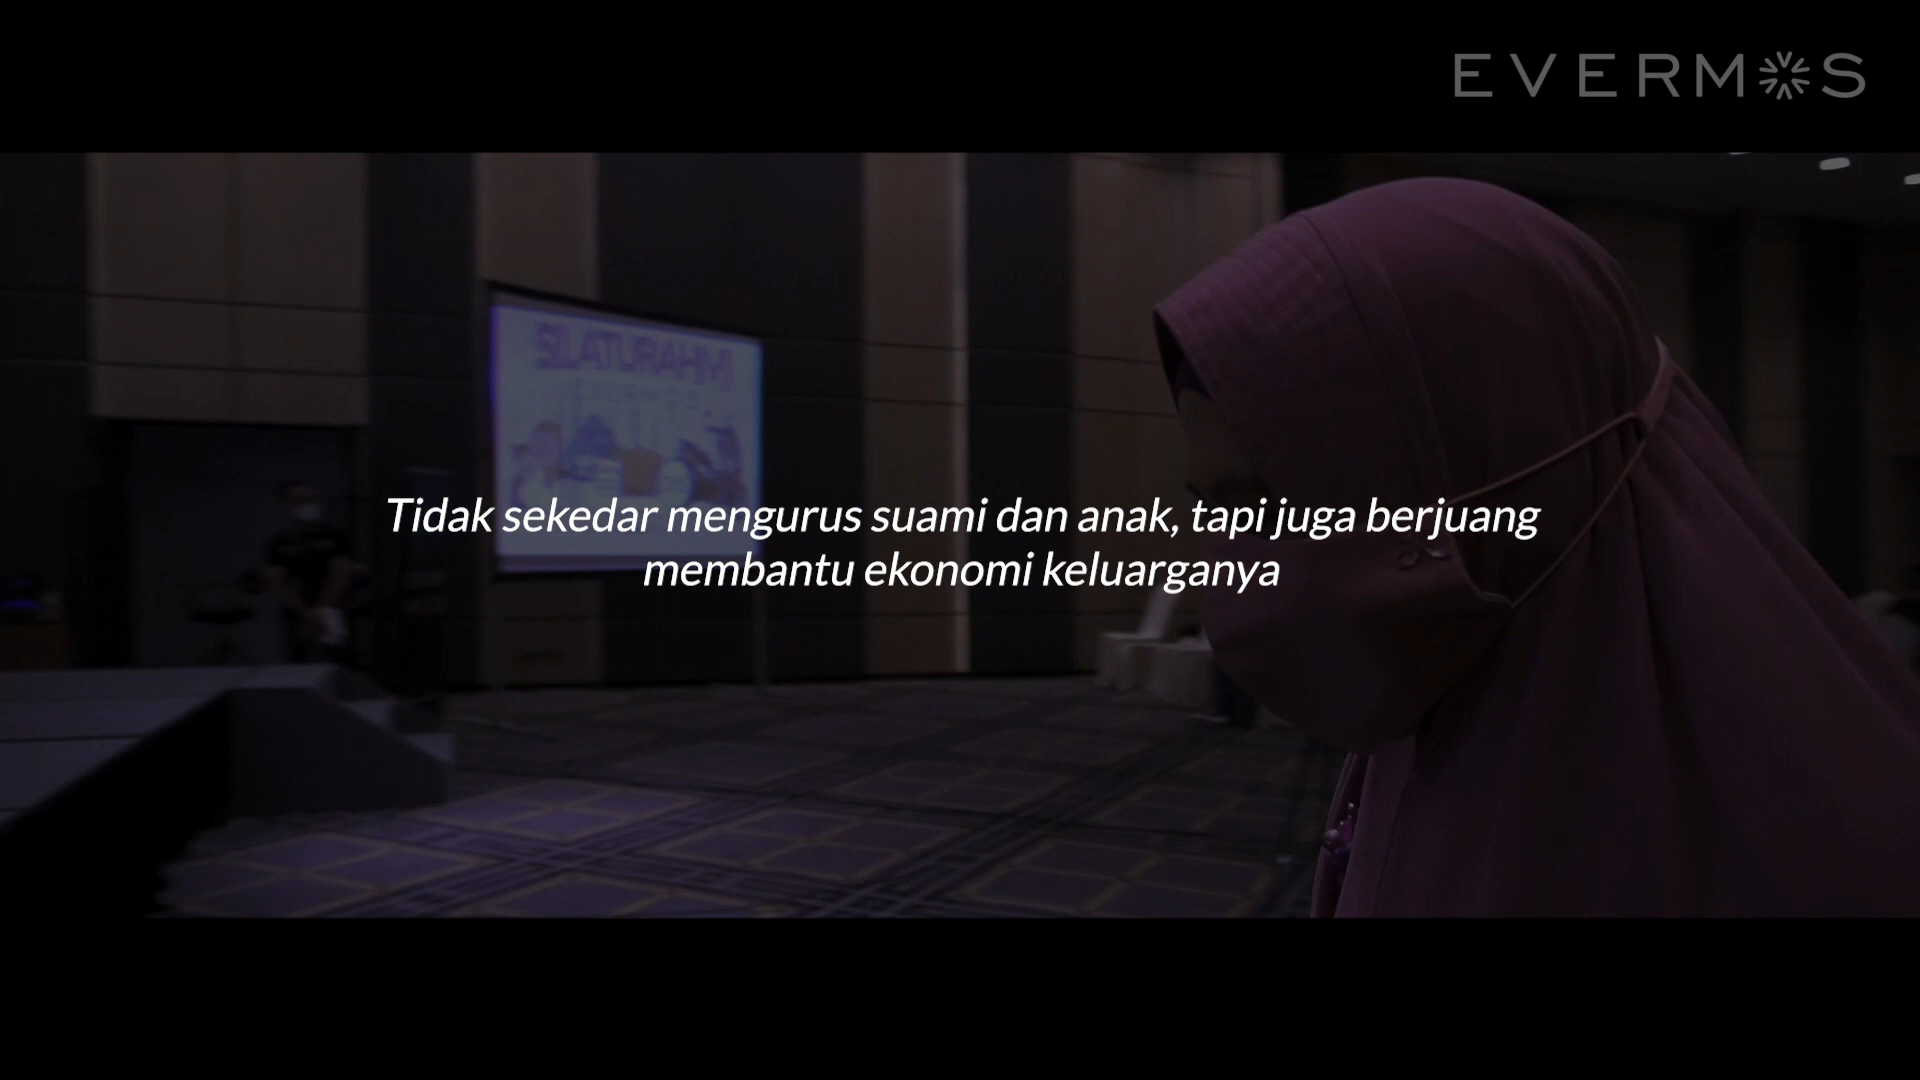 EVERMOS
SILATURAHMI
Tidak sekedar mengurus suami dan anak, tapi juga berjuang
membantu ekonomi keluarganya